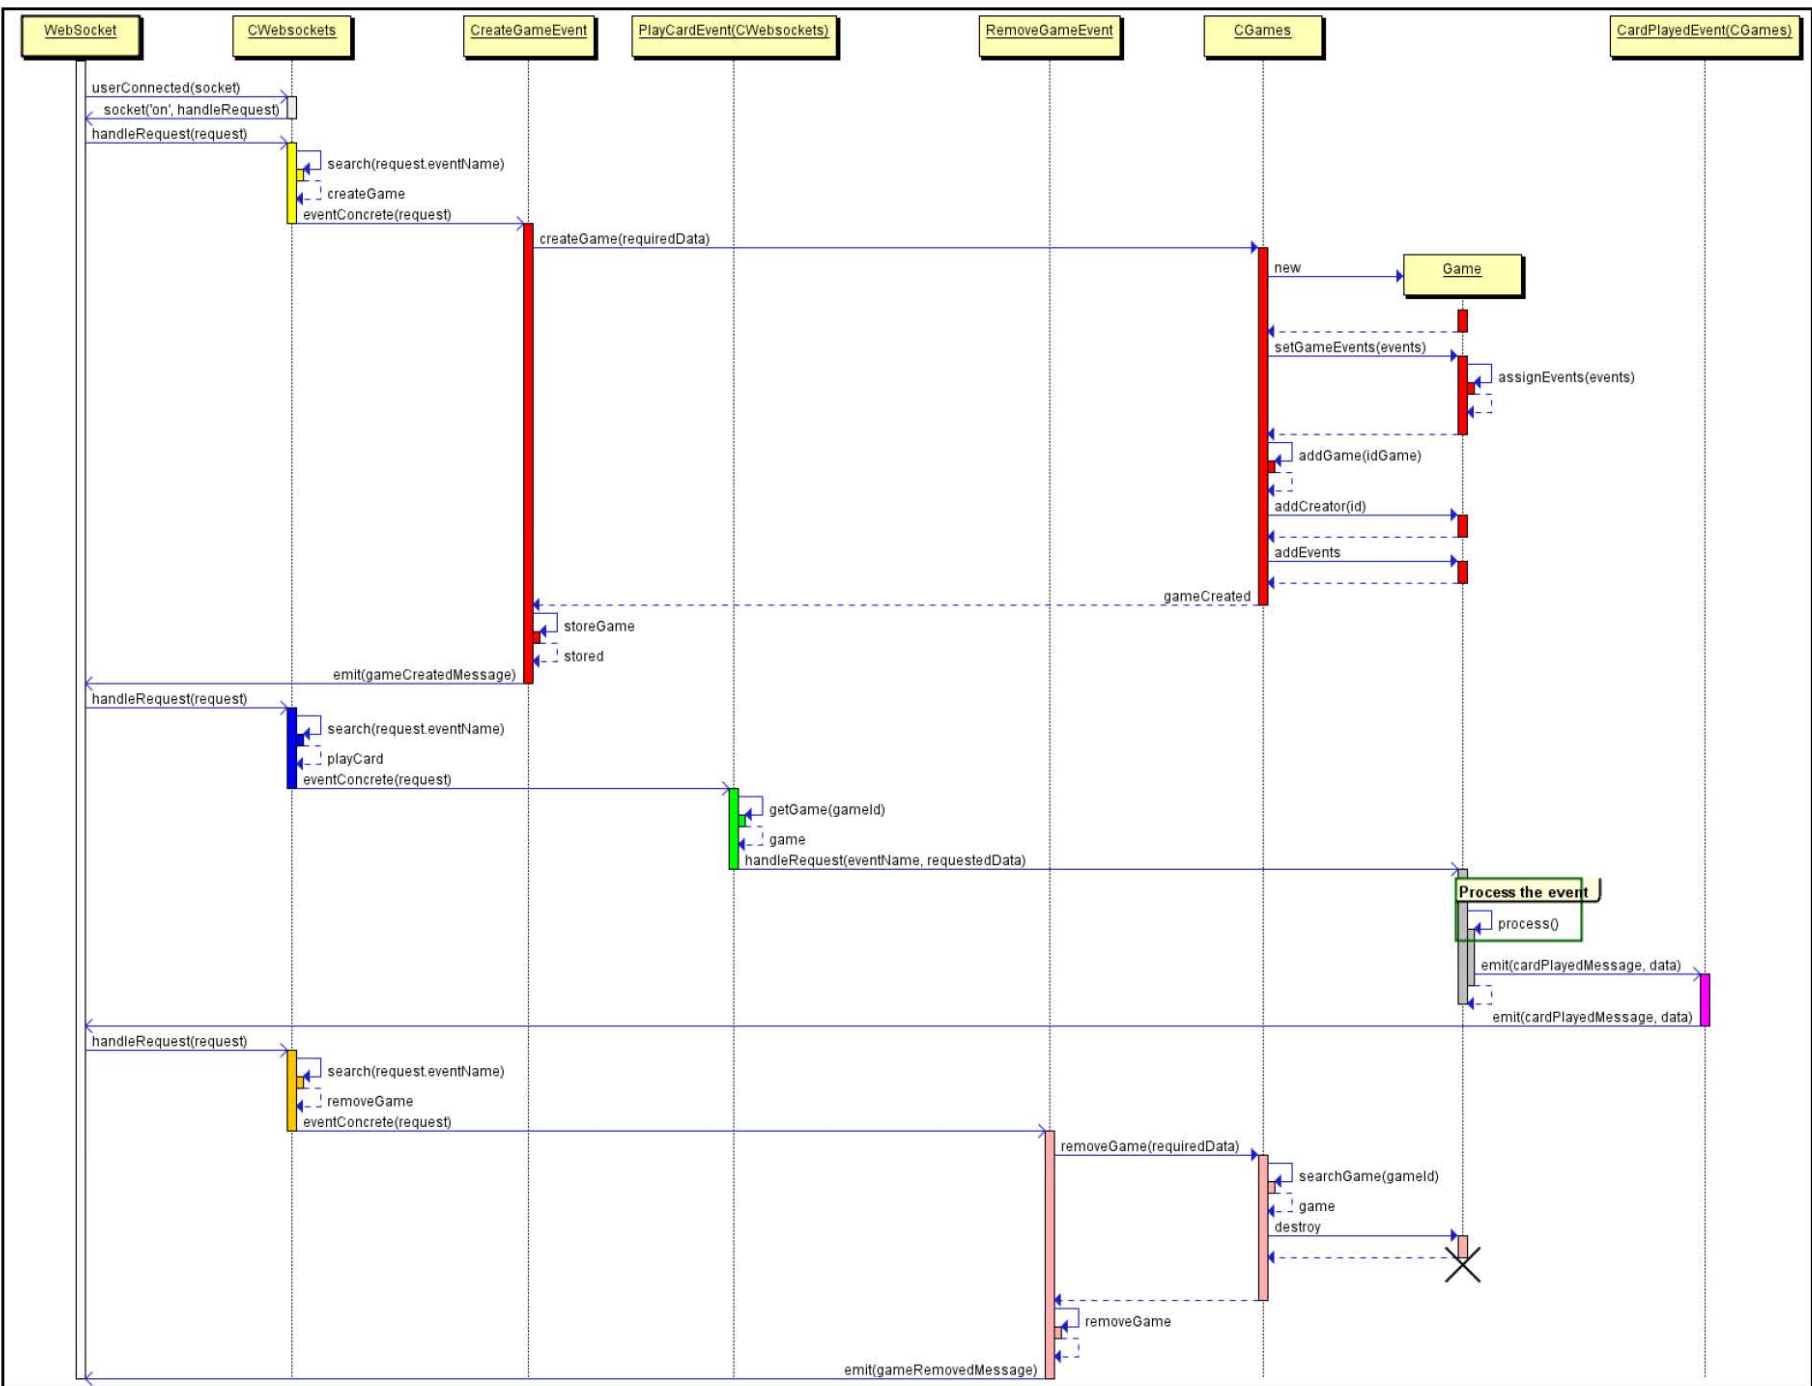 WebSocket
CWebsockets
CreateGameEvent
PlayCardEvent(CWebsockets)
RemoveGameEvent
CGames
CardPlayedEvent(CGames)
userConnected(socket)
socket('on', handleRequest)
handleRequest(request)
search(request.eventName)
createGame
eventConcrete(request)
createGame(requiredData)
new
Game
setGameEvents(events)
assignEvents(events)
addGame(idGame)
addCreator(id)
addEvents
gameCreated
storeGame
stored
emit(gameCreatedMessage)
handleRequest(request)
search(request.eventName)
playCard
eventConcrete(request)
getGame(gameId)
game
handleRequest(eventName, requestedData)
Process the event
process()
emit(cardPlayedMessage, data)
emit(cardPlayedMessage, data)
handleRequest(request)
search(request.eventName)
removeGame
eventConcrete(request)
removeGame(requiredData)
searchGame(gameId)
game
destroy
removeGame
emit(gameRemovedMessage)